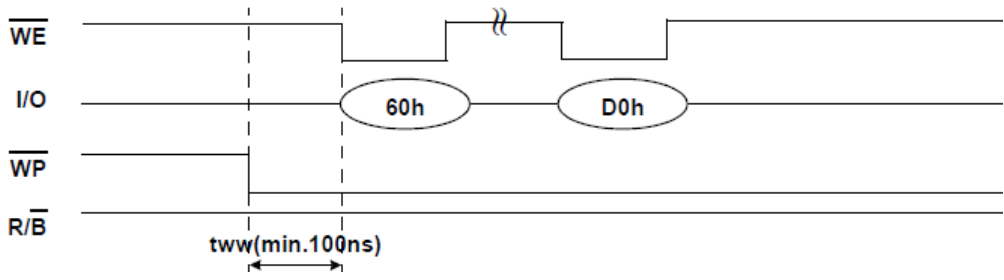 WE
I/O 60h D0h
WP
R/B
tww(min.100ns)